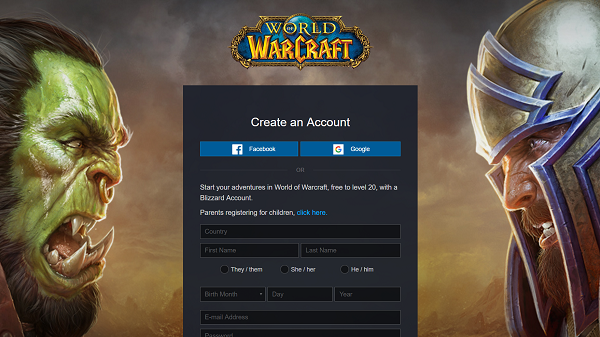 WORLD
OF
WARCRAFT
Create an Account
Facebook
Google
OR
Start your adventures in World of Warcraft, free to level 20, with a
Blizzard Account.
Parents registering for children, click here.
Country
First Name
Last Name
They / them
She / her
He / him
Birth Month
Day
Year
E-mail Address
Password